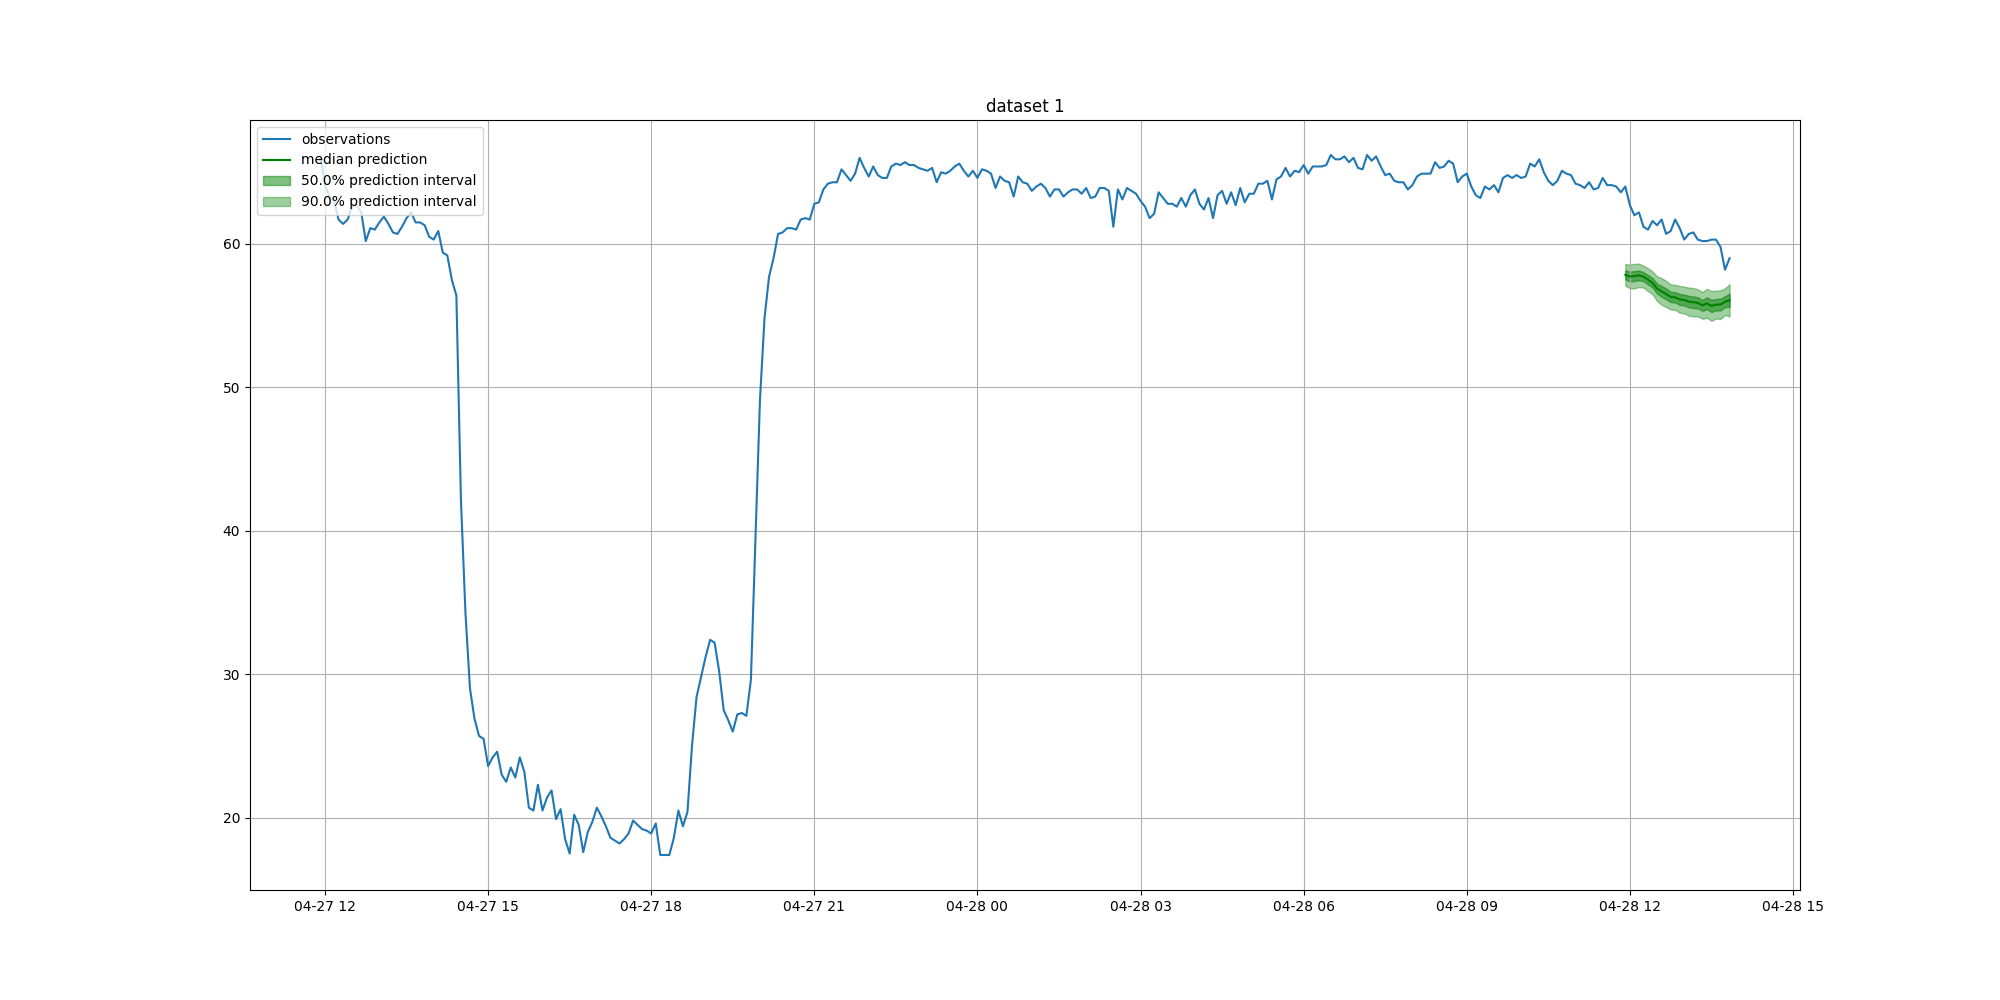 dataset 1
observations
median prediction
50.0% prediction interval
90.0% prediction interval
60
50
40
30
20
04-27 12 04-27 15 04-27 18 04-27 21 04-28 00 04-28 03 04-28 06 04-28 09 04-28 12 04-28 15